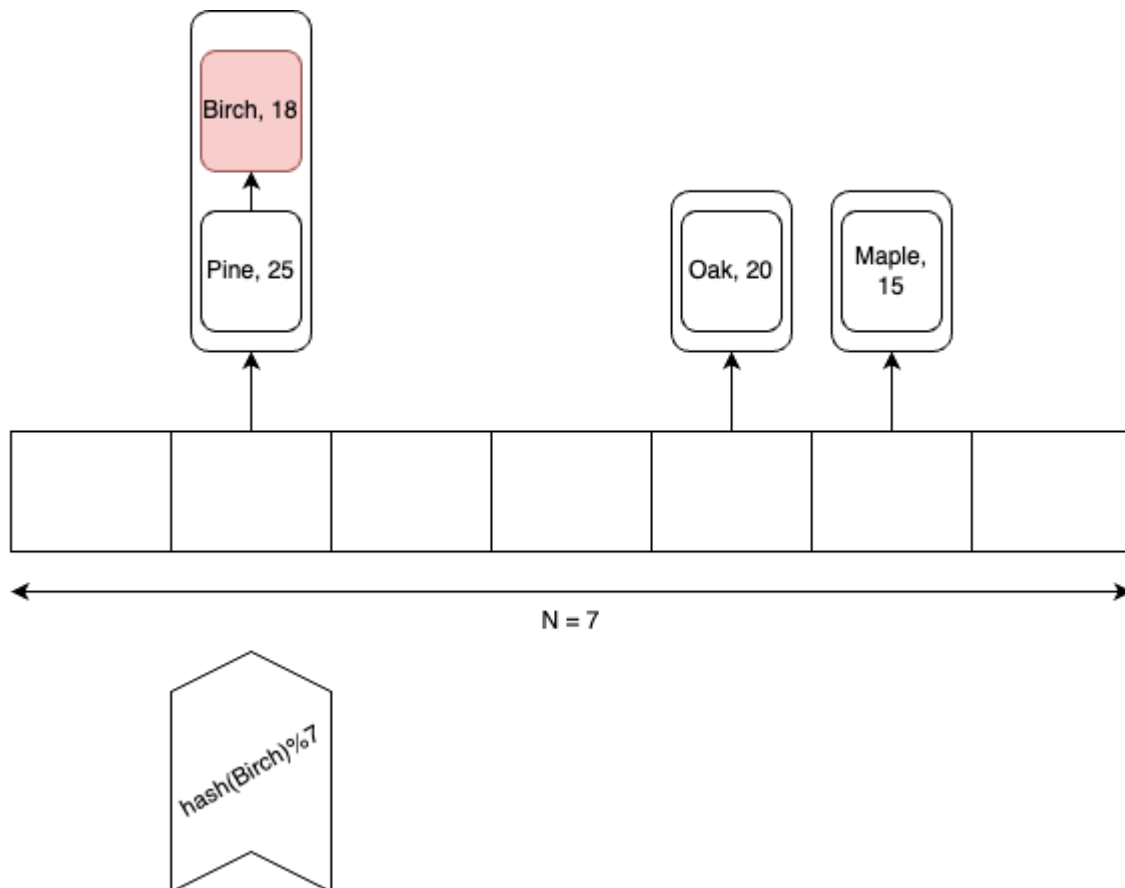 Birch, 18
Pine, 25
Oak, 20
Maple,
15
N = 7
hash(Birch)%7